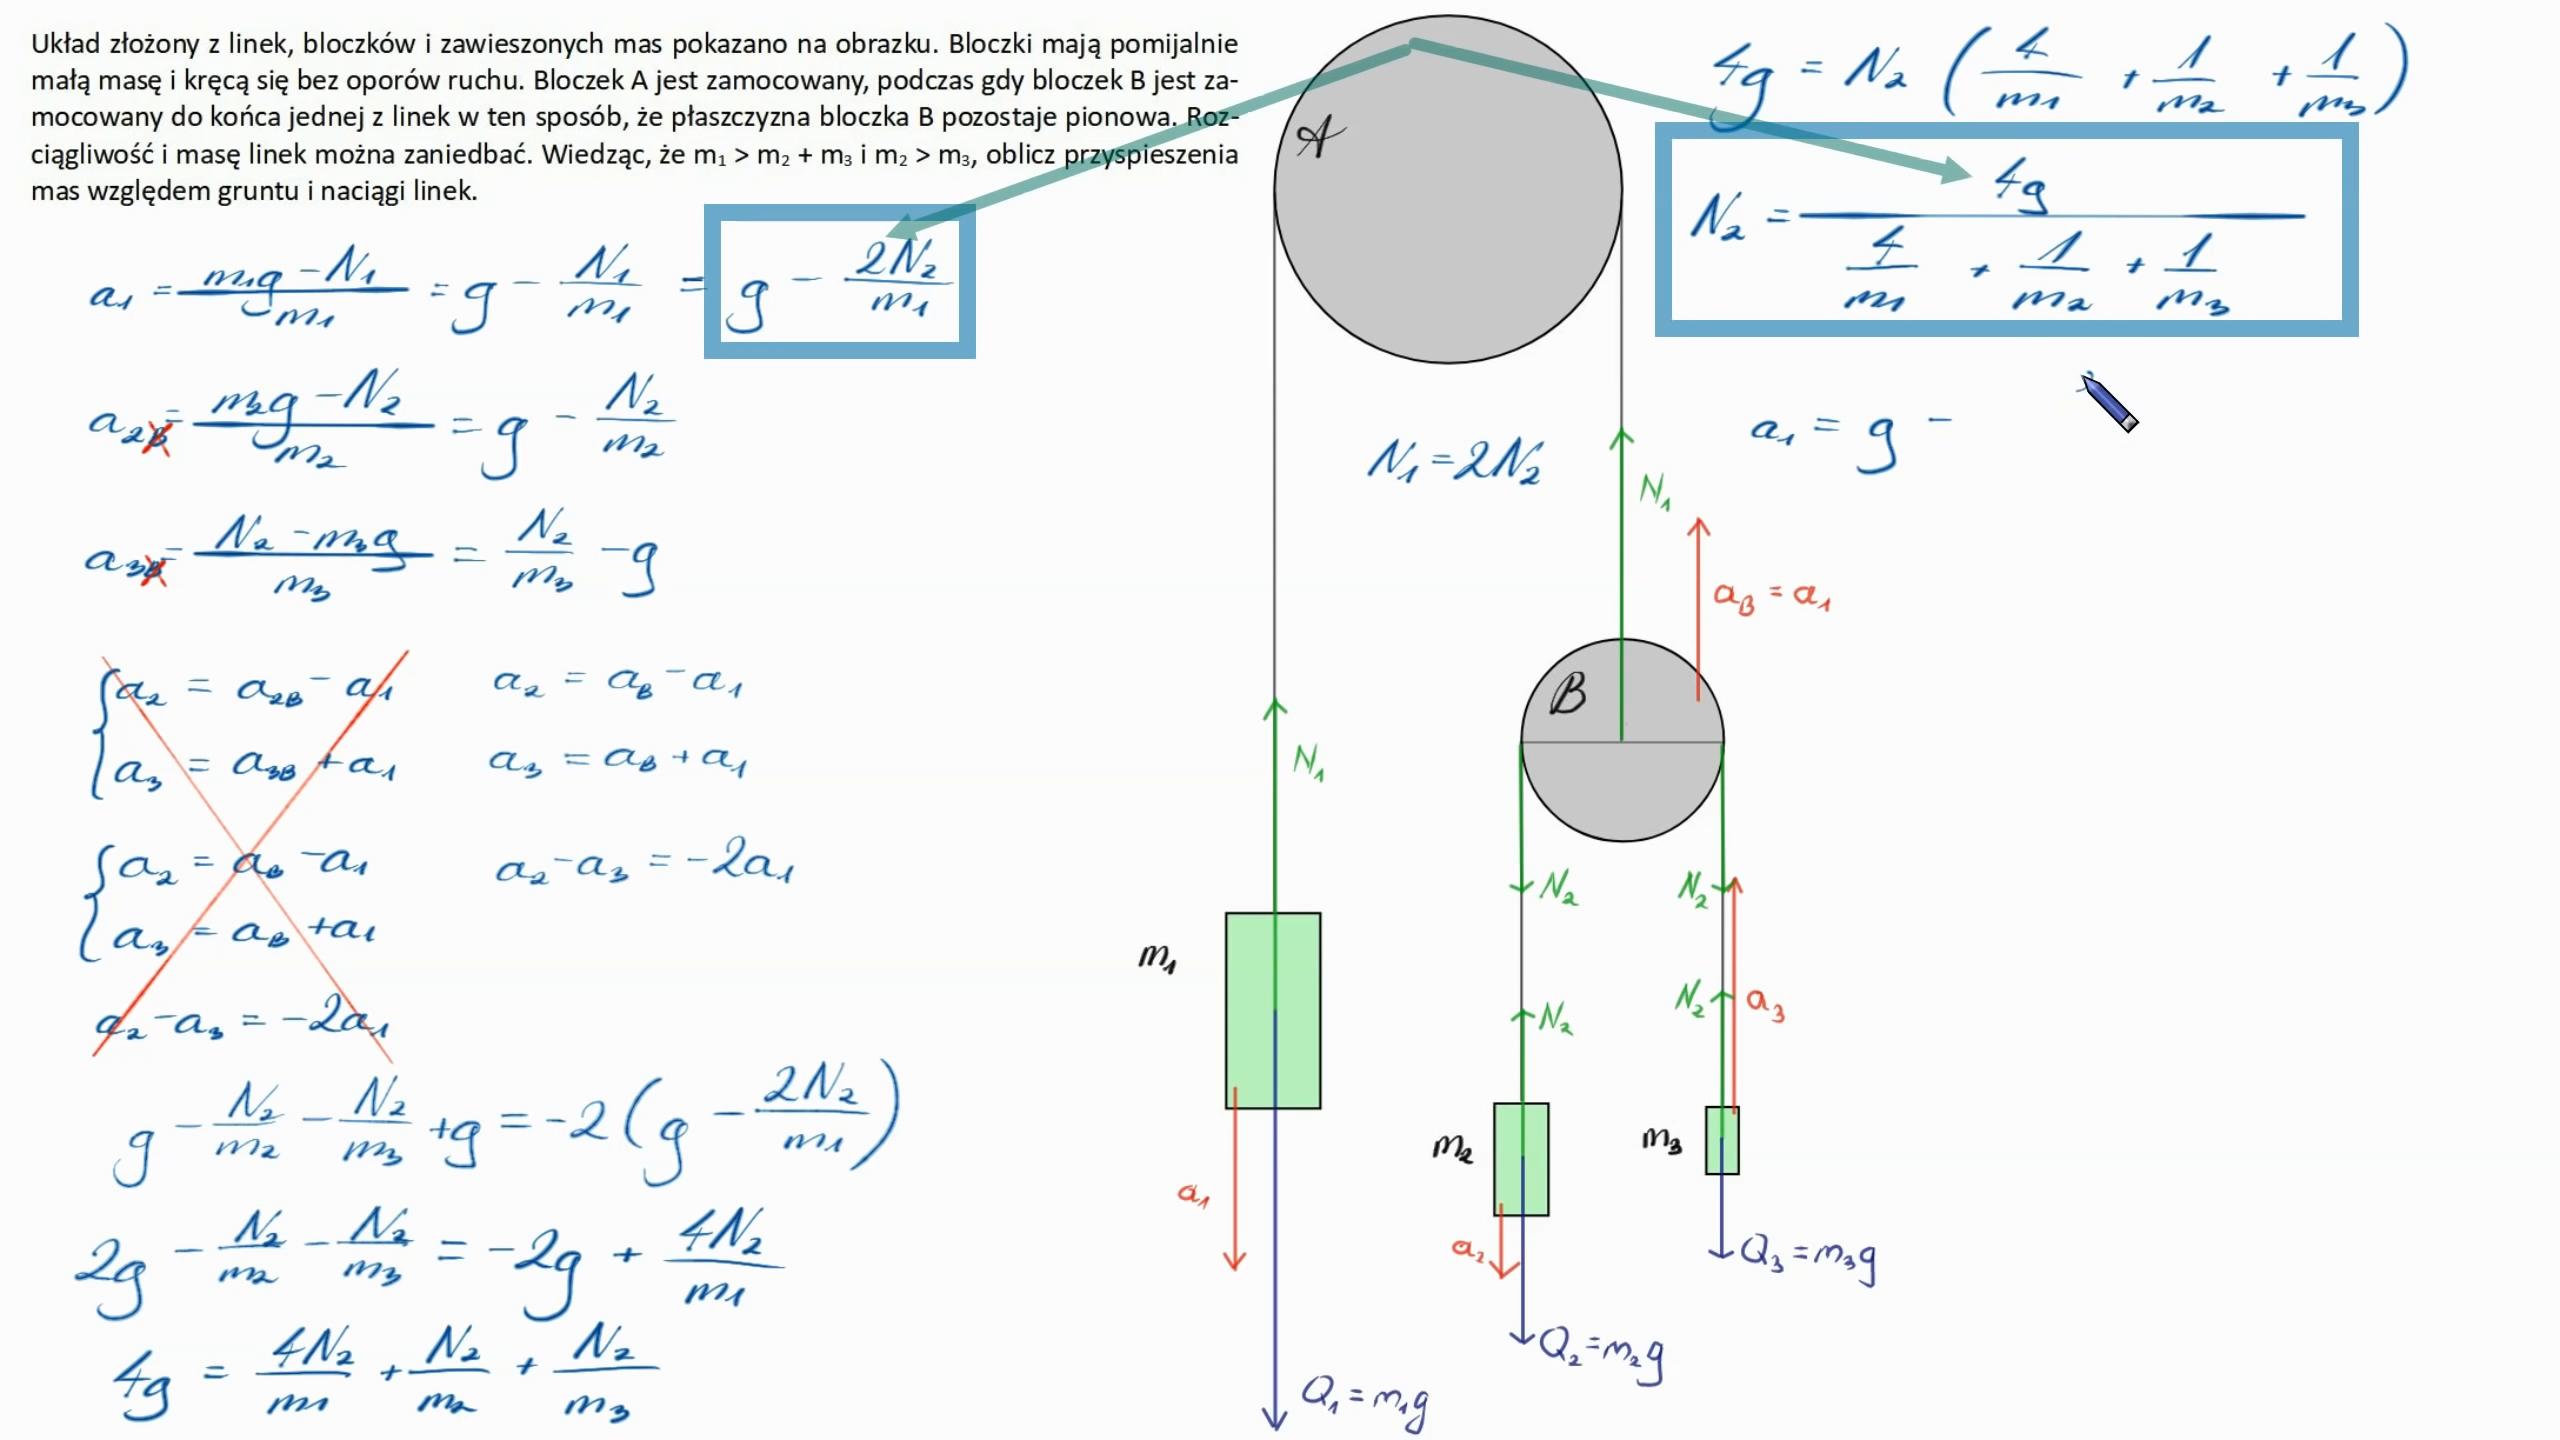 Układ złożony z linek, bloczków i zawieszonych mas pokazano na obrazku. Bloczki mają pomijalnie
małą masę i kręcą się bez oporów ruchu. Bloczek A jest zamocowany, podczas gdy bloczek B jest za-
mocowany do końca jednej z linek w ten sposób, że płaszczyzna bloczka B pozostaje pionowa. Roz-
ciągliwość i masę linek można zaniedbać. Wiedząc, że m₁ > m₂ + m₃ i m₂ > m₃, oblicz przyspieszenia
mas względem gruntu i naciągi linek.
a₁ = (m₁g - N₁)/m₁ = g - N₁/m₁ = g - 2N₂/m₁
a₂B = (m₂g - N₂)/m₂ = g - N₂/m₂
a₃B = (N₂ - m₃g)/m₃ = N₂/m₃ - g
a₂ = a₂B - a₁
a₃ = a₃B + a₁
a₂ = aB - a₁
a₃ = aB + a₁
a₂ - a₃ = -2a₁
a₂ = aB - a₁
a₃ = aB + a₁
a₂ - a₃ = -2a₁
g - N₂/m₂ - N₂/m₃ + g = -2(g - 2N₂/m₁)
2g - N₂/m₂ - N₂/m₃ = -2g + 4N₂/m₁
4g = 4N₂/m₁ + N₂/m₂ + N₂/m₃
A
N₁ = 2N₂
N₁
aB = a₁
B
N₁
N₂
N₂
m₁
N₂
N₂
a₃
m₂
m₃
a₁
a₂
Q₃ = m₃g
Q₂ = m₂g
Q₁ = m₁g
4g = N₂(4/m₁ + 1/m₂ + 1/m₃)
N₂ = 4g/(4/m₁ + 1/m₂ + 1/m₃)
a₁ = g -